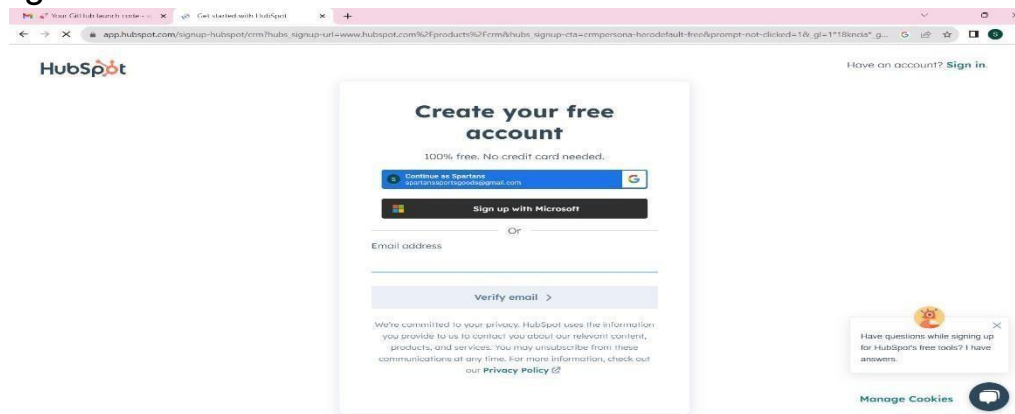 Your GitHub launch code -
Get started with HubSpot
app.hubspot.com/signup-hubspot/crm?hubs_signup-url=www.hubspot.com%2Fproducts%2Fcrm&hubs_signup-cta=crmpersona-herodefault-free&prompt-not-clicked=1&_gl=1*18kncia*_g...
HubSpot
Have an account? Sign in.
Create your free
account
100% free. No credit card needed.
Continue as Spartans
spartanssportsgoods@gmail.com
Sign up with Microsoft
Or
Email address
Verify email
We're committed to your privacy. HubSpot uses the information
you provide to us to contact you about our relevant content,
products, and services. You may unsubscribe from these
communications at any time. For more information, check out
our Privacy Policy
Have questions while signing up
for HubSpot's free tools? I have
answers.
Manage Cookies